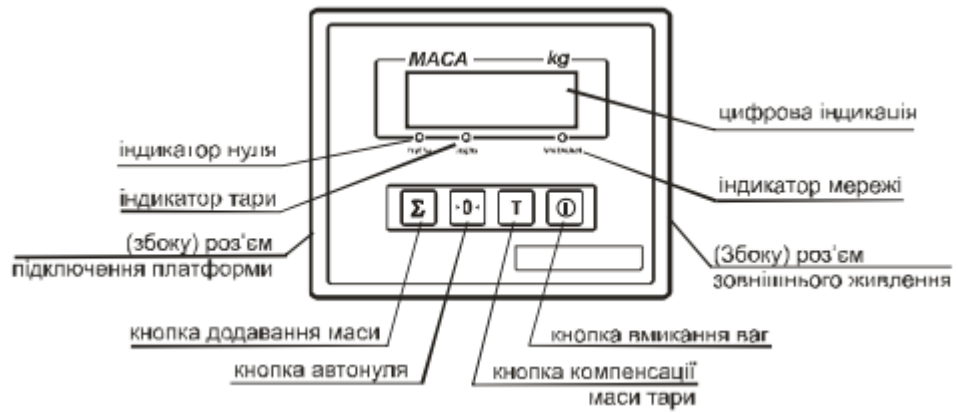 МАСА kg
цифрова індикація
індикатор нуля
індикатор тари
індикатор мережі
Σ 0 T
(збоку) роз'єм
підключення платформи
(Збоку) роз'єм
зовнішнього живлення
кнопка додавання маси
кнопка вмикання ваг
кнопка автонуля
кнопка компенсації
маси тари